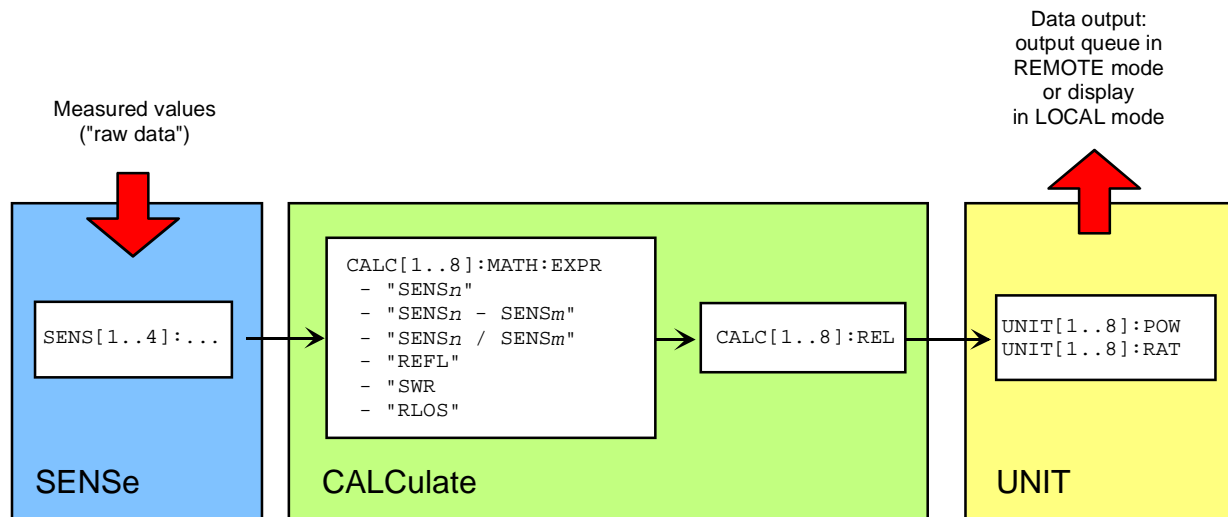 Measured values
("raw data")
Data output:
output queue in
REMOTE mode
or display
in LOCAL mode
SENS[1..4]:...
SENSe
CALC[1..8]:MATH:EXPR
- "SENSn"
- "SENSn - SENSm"
- "SENSn / SENSm"
- "REFL"
- "SWR
- "RLOS"
CALC[1..8]:REL
CALCulate
UNIT[1..8]:POW
UNIT[1..8]:RAT
UNIT